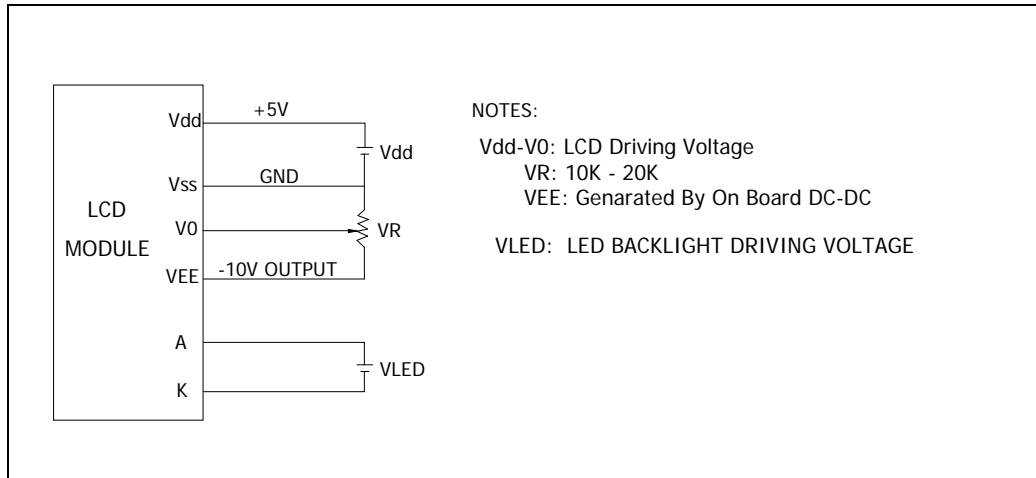 Vdd
+5V
Vdd
Vss
GND
LCD
MODULE
V0
VR
VEE
-10V OUTPUT
A
K
VLED
NOTES:
Vdd-V0: LCD Driving Voltage
VR: 10K - 20K
VEE: Genarated By On Board DC-DC
VLED: LED BACKLIGHT DRIVING VOLTAGE